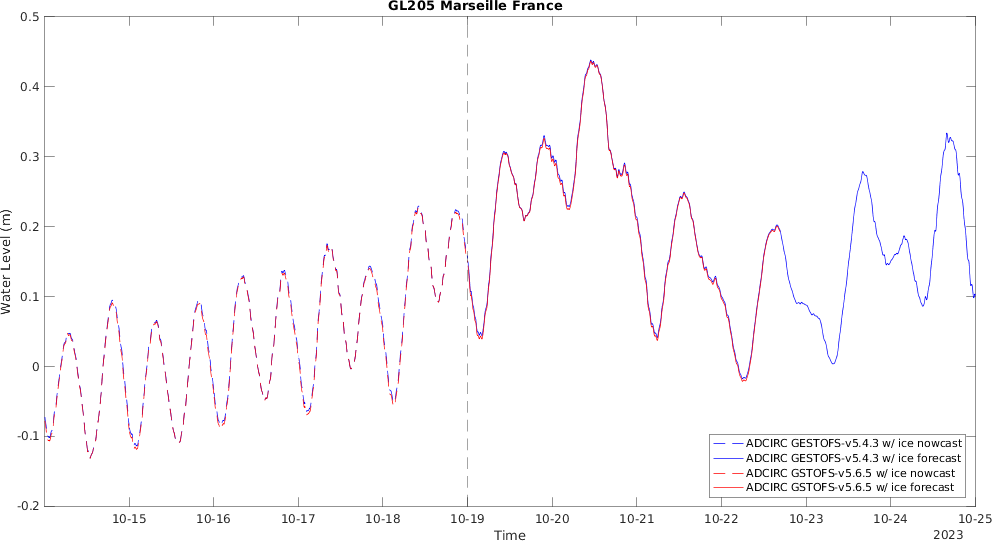 GL205 Marseille France
0.5
0.4
0.3
0.2
0.1
0
-0.1
-0.2
Water Level (m)
ADCIRC GESTOFS-v5.4.3 w/ ice nowcast
ADCIRC GESTOFS-v5.4.3 w/ ice forecast
ADCIRC GSTOFS-v5.6.5 w/ ice nowcast
ADCIRC GSTOFS-v5.6.5 w/ ice forecast
10-15 10-16 10-17 10-18 10-19 10-20 10-21 10-22 10-23 10-24 10-25
Time
2023